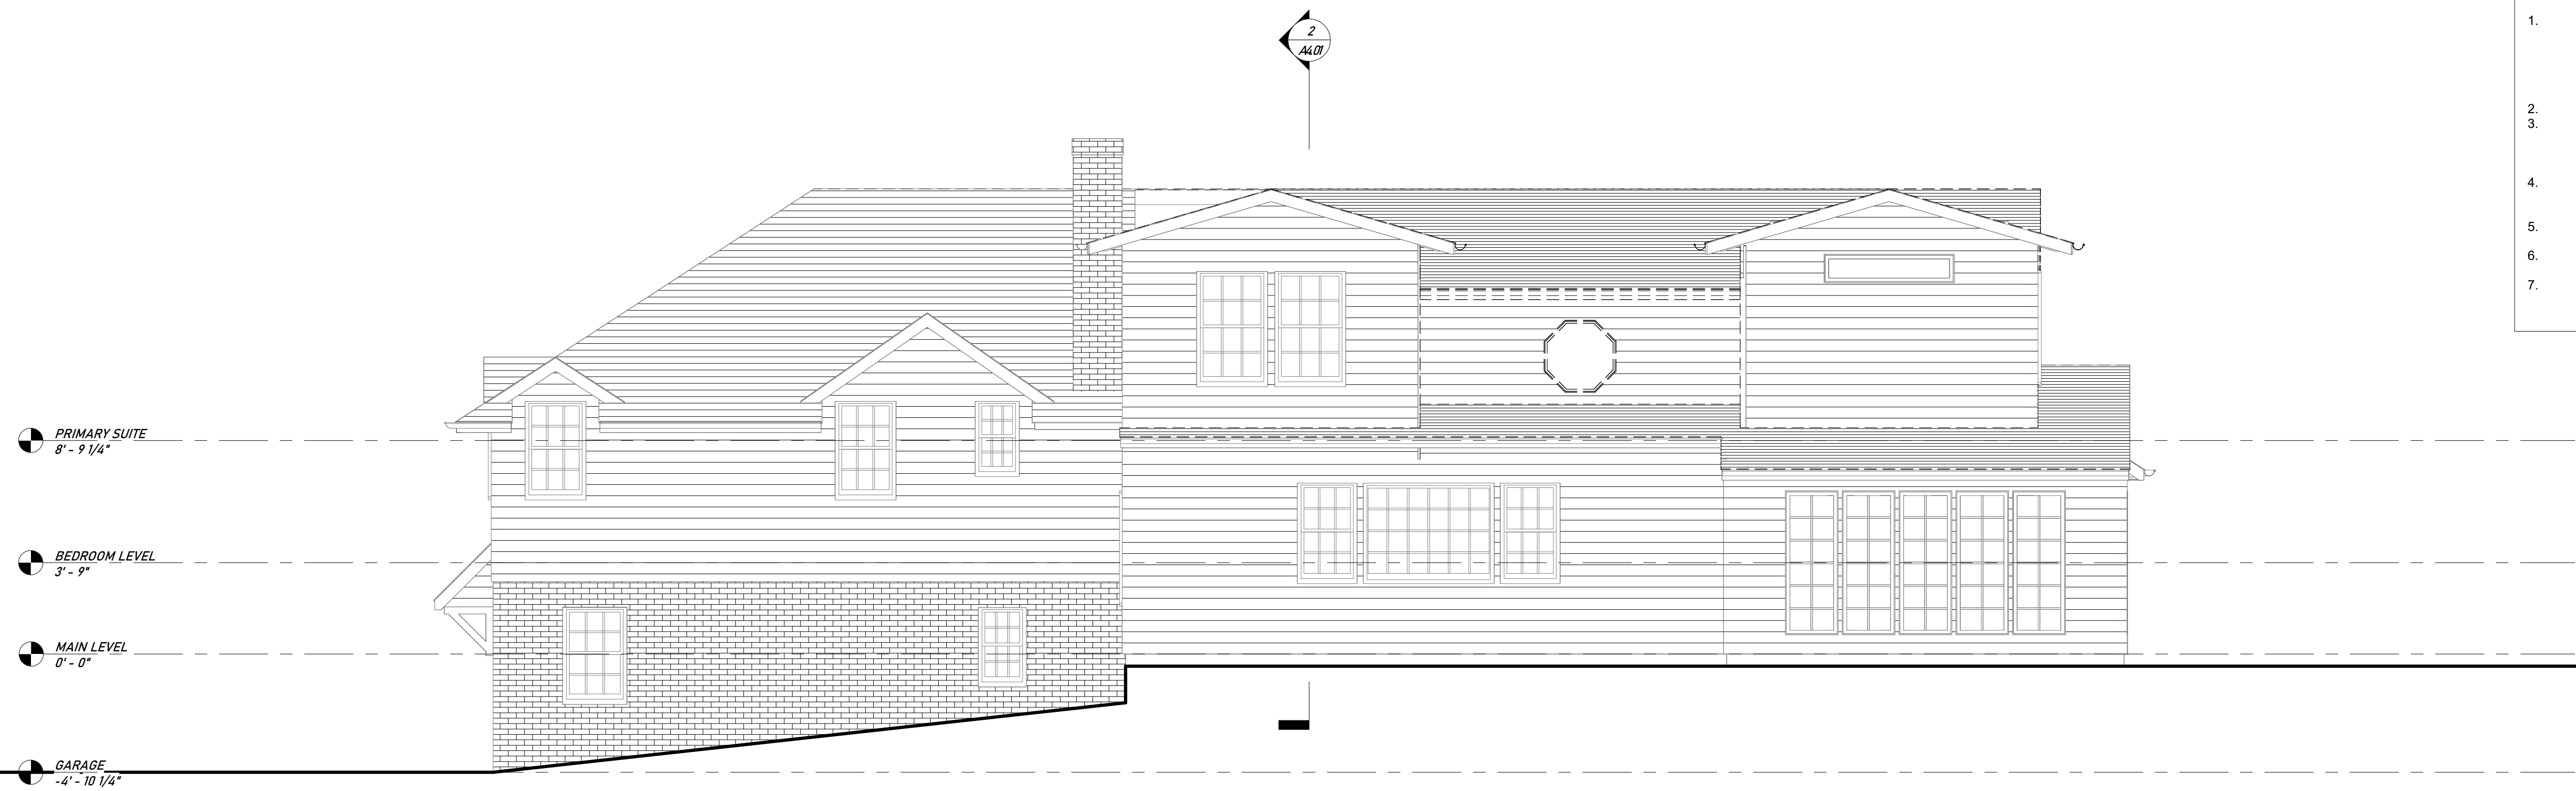 2
A4.01
1.
2.
3.
4.
5.
6.
7.
PRIMARY SUITE
8' - 9 1/4"
BEDROOM LEVEL
3' - 9"
MAIN LEVEL
0' - 0"
GARAGE
-4' - 10 1/4"